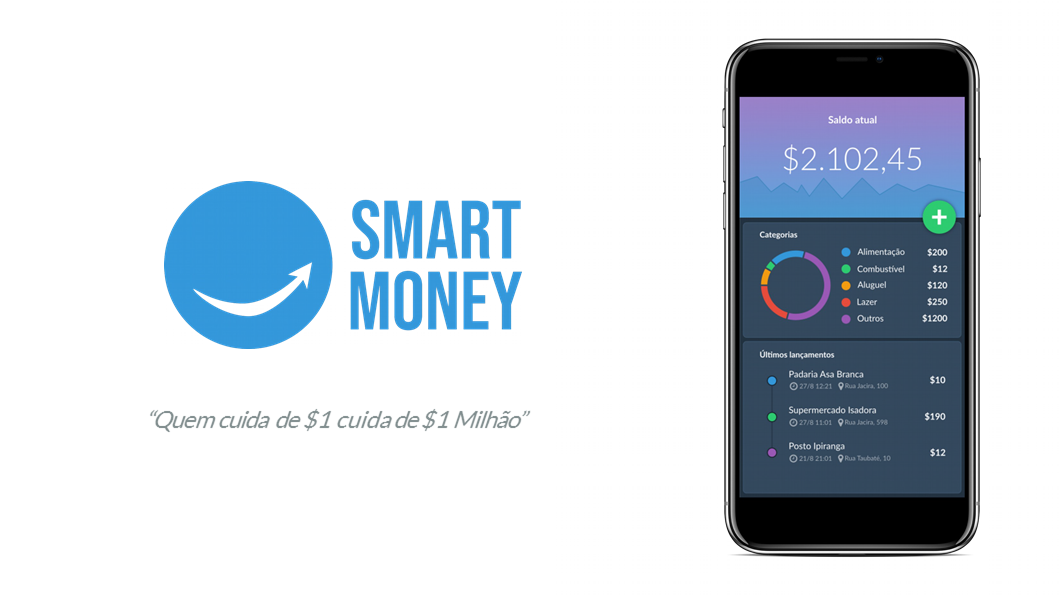 SMART
MONEY
“Quem cuida de $1 cuida de $1 Milhão”
Saldo atual
$2.102,45
+
Categorias
Alimentação $200
Combustível $12
Aluguel $120
Lazer $250
Outros $1200
Últimos lançamentos
Padaria Asa Branca $10
27/8 12:21 Rua Jacira, 100
Supermercado Isadora $190
27/8 11:01 Rua Jacira, 598
Posto Ipiranga $12
21/8 21:01 Rua Taubaté, 10